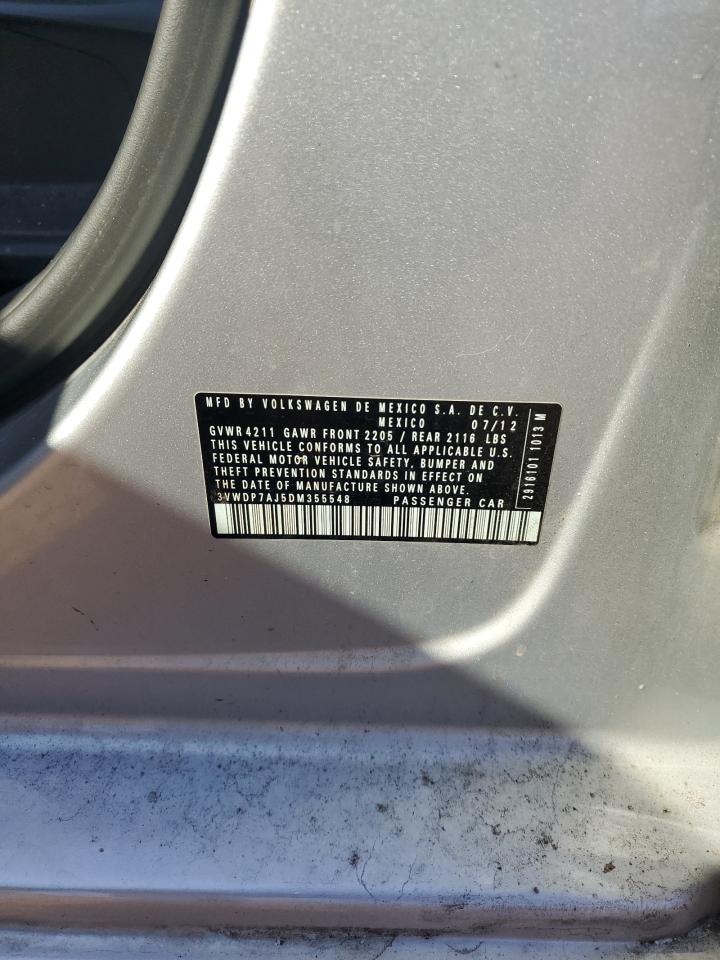 MFD BY VOLKSWAGEN DE MEXICO S.A. DE C.V.
MEXICO 07/12
GVWR 4211 GAWR FRONT 2205 / REAR 2116 LBS
THIS VEHICLE CONFORMS TO ALL APPLICABLE U.S.
FEDERAL MOTOR VEHICLE SAFETY, BUMPER AND
THEFT PREVENTION STANDARDS IN EFFECT ON
THE DATE OF MANUFACTURE SHOWN ABOVE.
3VWDP7AJ5DM355548 PASSENGER CAR
2916101 1013 M